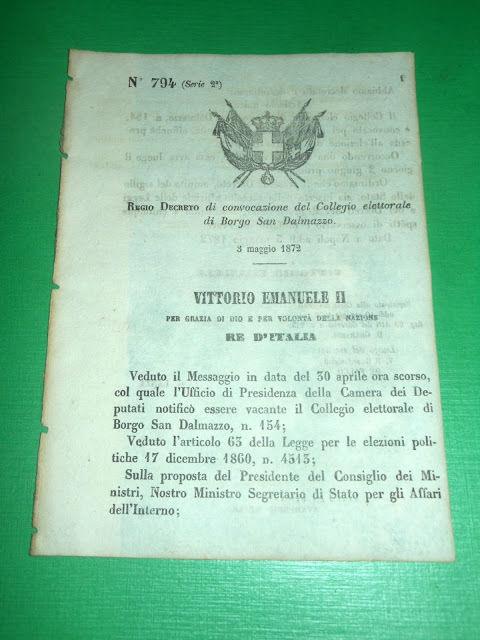 N° 794 (Serie 2ª)
REGIO DECRETO di convocazione del Collegio elettorale
di Borgo San Dalmazzo.
3 maggio 1872
VITTORIO EMANUELE II
PER GRAZIA DI DIO E PER VOLONTÀ DELLA NAZIONE
RE D'ITALIA
Veduto il Messaggio in data del 30 aprile ora scorso,
col quale l'Ufficio di Presidenza della Camera dei De-
putati notificò essere vacante il Collegio elettorale di
Borgo San Dalmazzo, n. 154;
Veduto l'articolo 63 della Legge per le elezioni poli-
tiche 17 dicembre 1860, n. 4513;
Sulla proposta del Presidente del Consiglio dei Mi-
nistri, Nostro Ministro Segretario di Stato per gli Affari
dell'Interno;